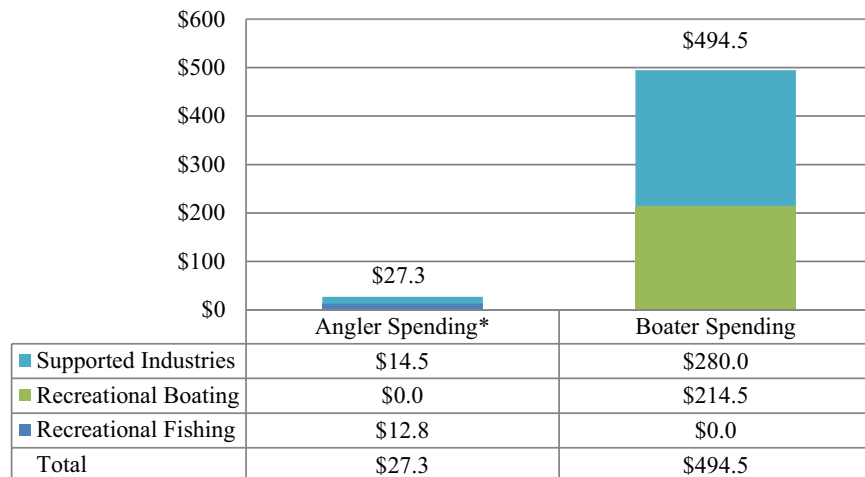 $600
$500
$400
$300
$200
$100
$0
$27.3
$494.5
Angler Spending* Boater Spending
Supported Industries $14.5 $280.0
Recreational Boating $0.0 $214.5
Recreational Fishing $12.8 $0.0
Total $27.3 $494.5